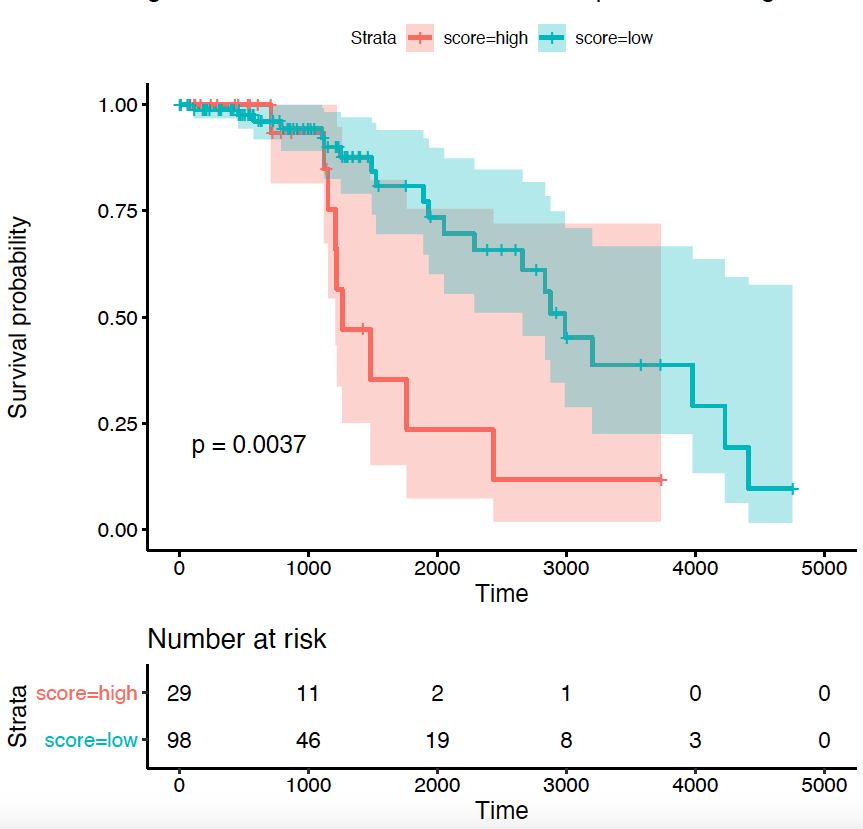 Strata score=high score=low
Survival probability
1.00
0.75
0.50
0.25
0.00
p = 0.0037
0 1000 2000 3000 4000 5000
Time
Number at risk
Strata
score=high 29 11 2 1 0 0
score=low 98 46 19 8 3 0
0 1000 2000 3000 4000 5000
Time